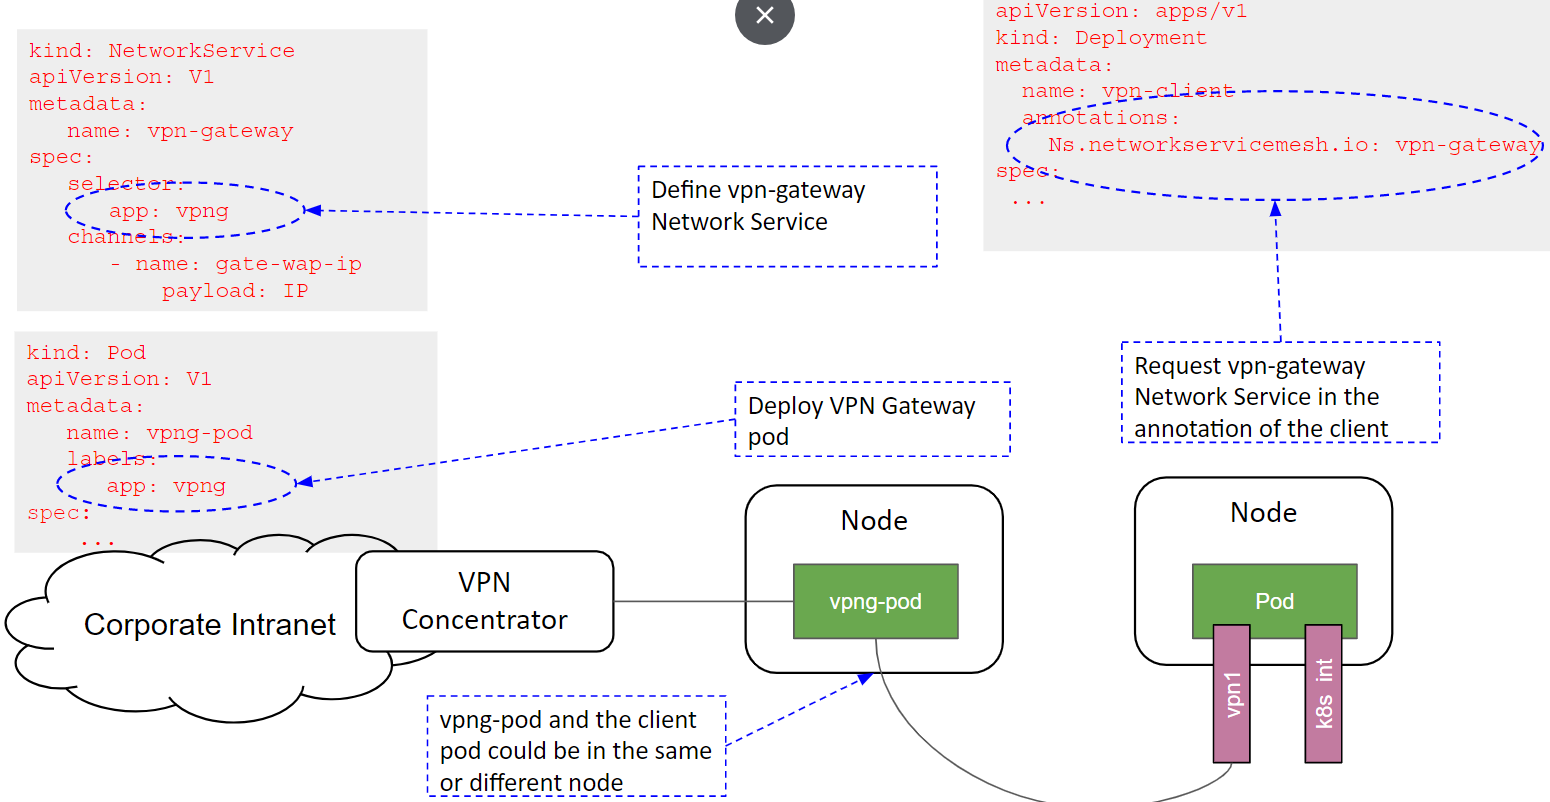 kind: NetworkService
apiVersion: V1
metadata:
name: vpn-gateway
spec:
selector:
app: vpng
channels:
- name: gate-wap-ip
payload: IP
Define vpn-gateway
Network Service
apiVersion: apps/v1
kind: Deployment
metadata:
name: vpn-client
annotations:
Ns.networkservicemesh.io: vpn-gateway
spec:
...
kind: Pod
apiVersion: V1
metadata:
name: vpng-pod
labels:
app: vpng
spec:
...
Deploy VPN Gateway
pod
Request vpn-gateway
Network Service in the
annotation of the client
Corporate Intranet
VPN
Concentrator
Node
vpng-pod
Node
Pod
vpn1
k8s int
vpng-pod and the client
pod could be in the same
or different node